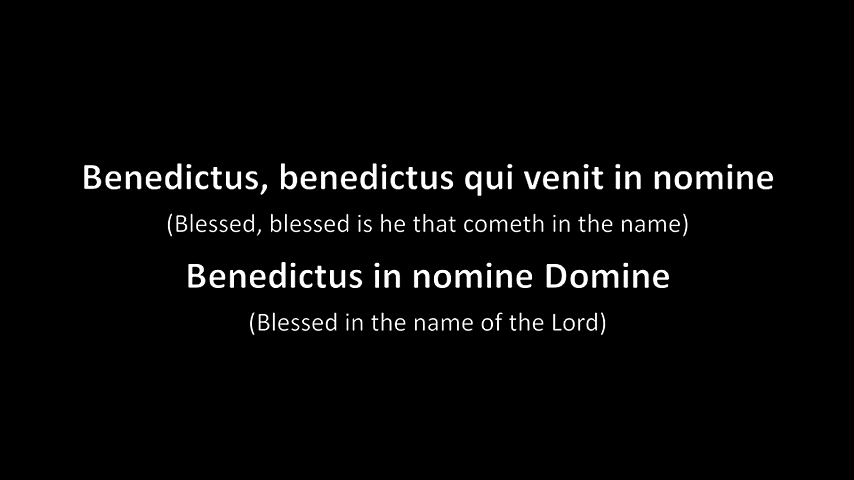 Benedictus, benedictus qui venit in nomine
(Blessed, blessed is he that cometh in the name)
Benedictus in nomine Domine
(Blessed in the name of the Lord)